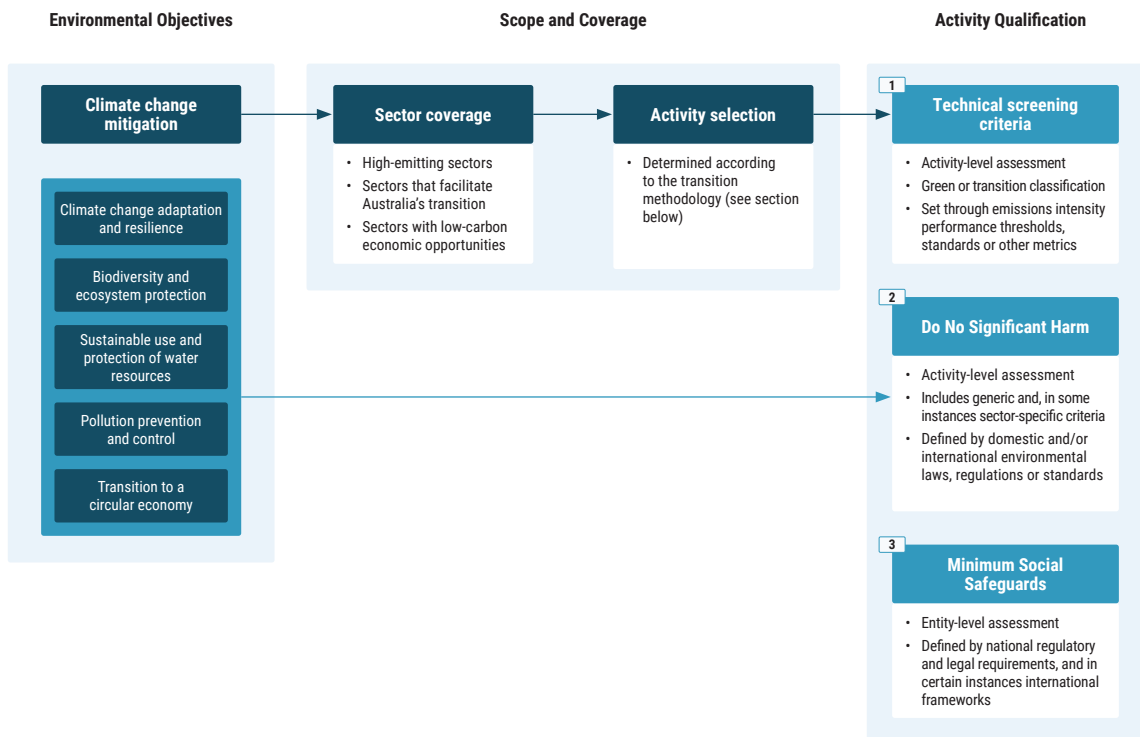 Environmental Objectives
Scope and Coverage
Activity Qualification
Climate change
mitigation
Climate change adaptation
and resilience
Biodiversity and
ecosystem protection
Sustainable use and
protection of water
resources
Pollution prevention
and control
Transition to a
circular economy
Sector coverage
• High-emitting sectors
• Sectors that facilitate
Australia's transition
• Sectors with low-carbon
economic opportunities
Activity selection
• Determined according
to the transition
methodology (see section
below)
1
Technical screening
criteria
• Activity-level assessment
• Green or transition classification
• Set through emissions intensity
performance thresholds,
standards or other metrics
2
Do No Significant Harm
• Activity-level assessment
• Includes generic and, in some
instances sector-specific criteria
• Defined by domestic and/or
international environmental
laws, regulations or standards
3
Minimum Social
Safeguards
• Entity-level assessment
• Defined by national regulatory
and legal requirements, and in
certain instances international
frameworks